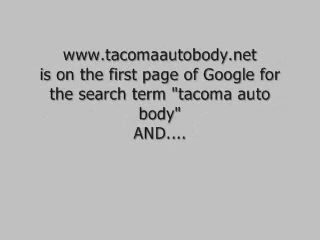 www.tacomaautobody.net
is on the first page of Google for
the search term "tacoma auto
body"
AND....